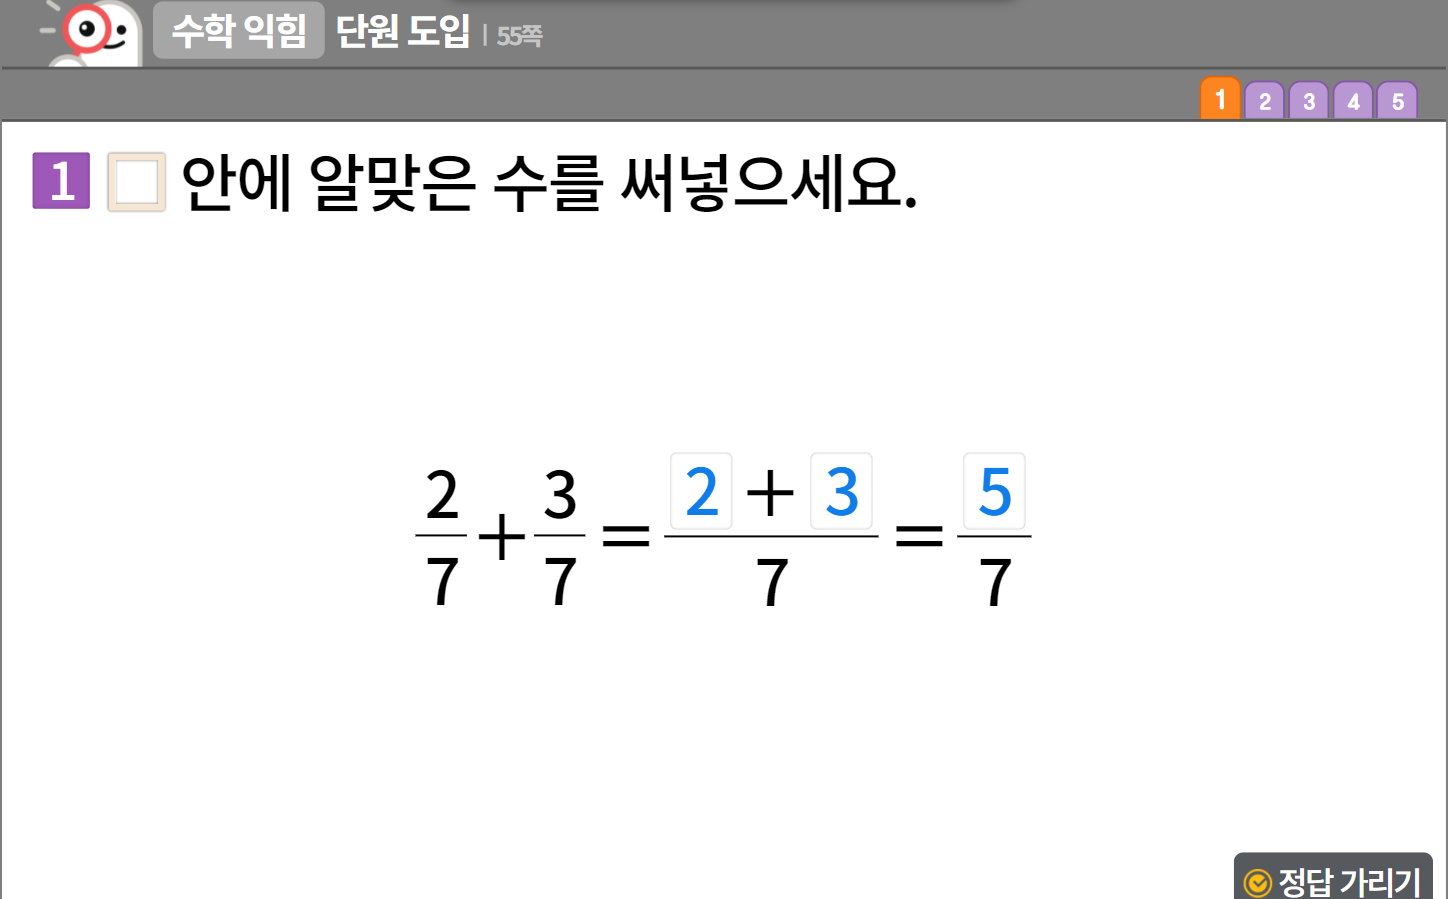 수학 익힘 단원 도입 | 55쪽
1 2 3 4 5
1 □ 안에 알맞은 수를 써넣으세요.
2/7 + 3/7 = (2 + 3)/7 = 5/7
정답 가리기